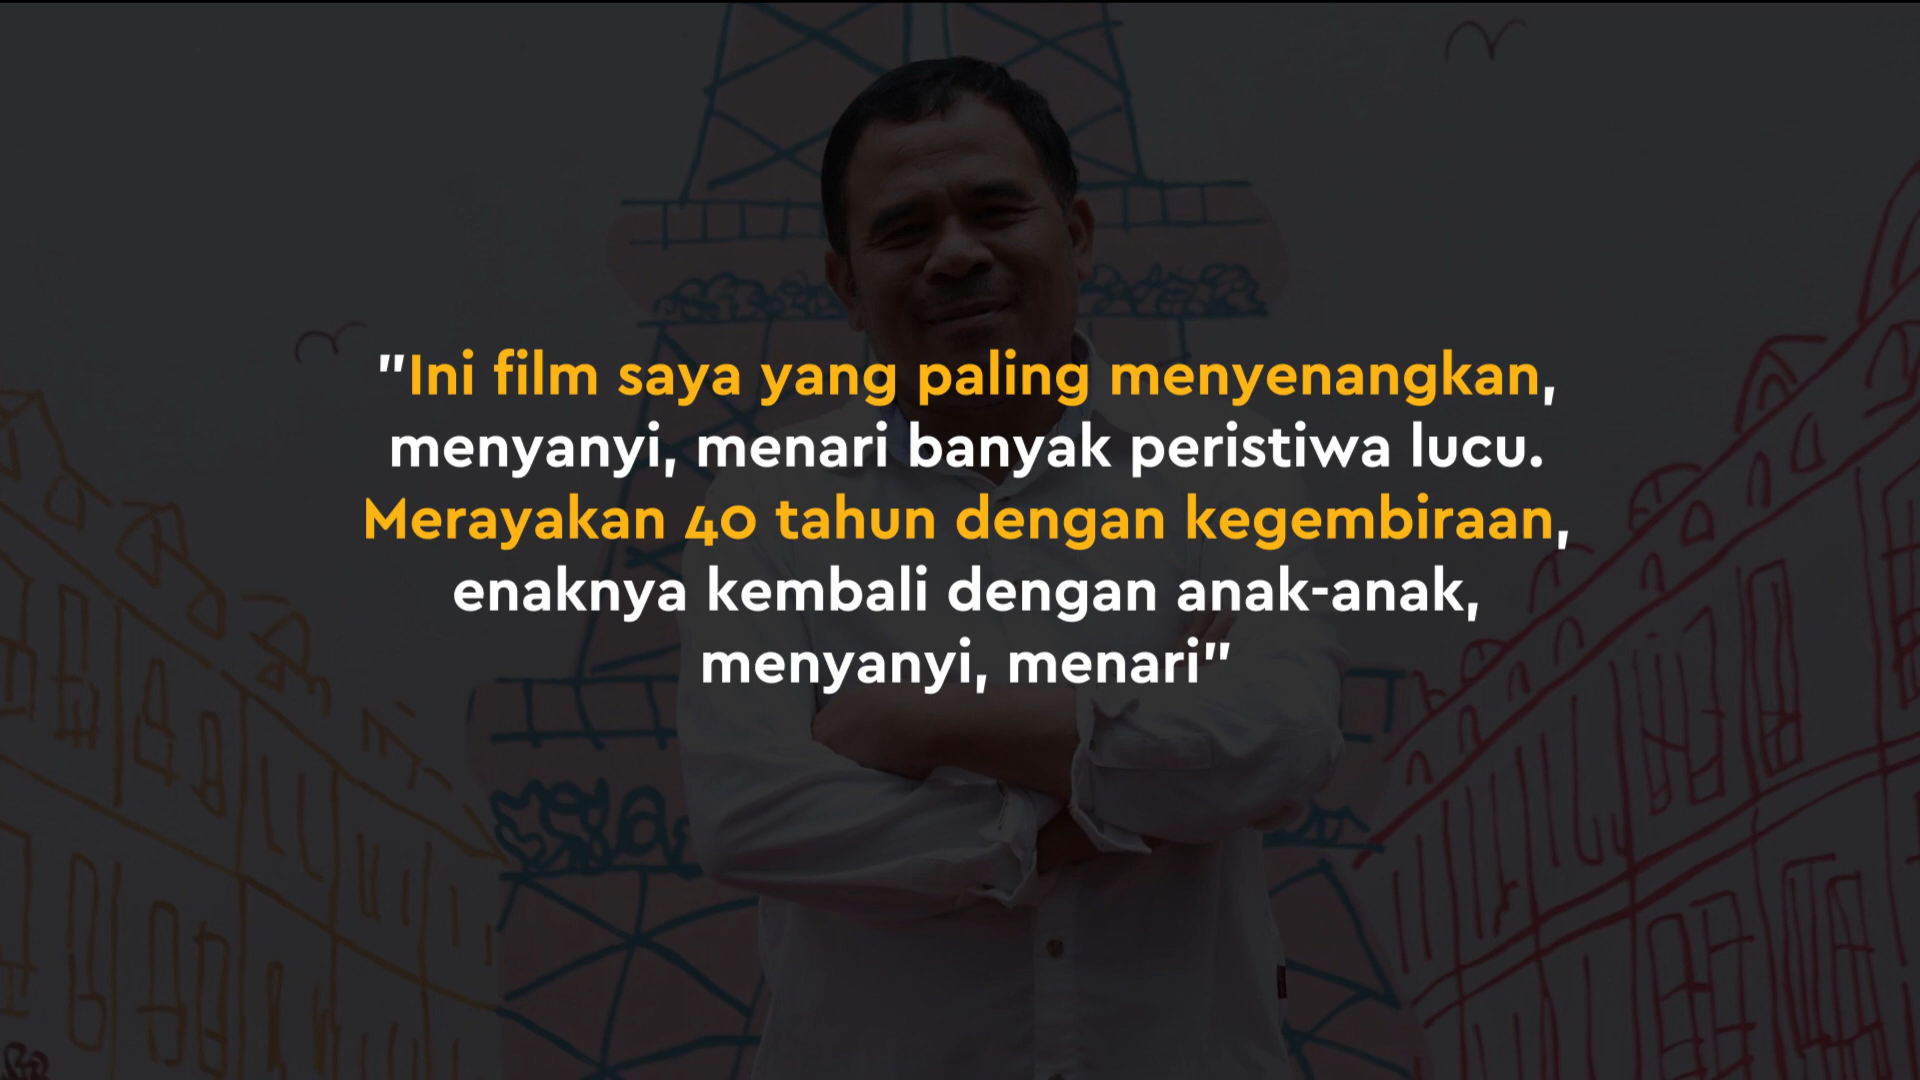 "Ini film saya yang paling menyenangkan,
menyanyi, menari banyak peristiwa lucu.
Merayakan 40 tahun dengan kegembiraan,
enaknya kembali dengan anak-anak,
menyanyi, menari"